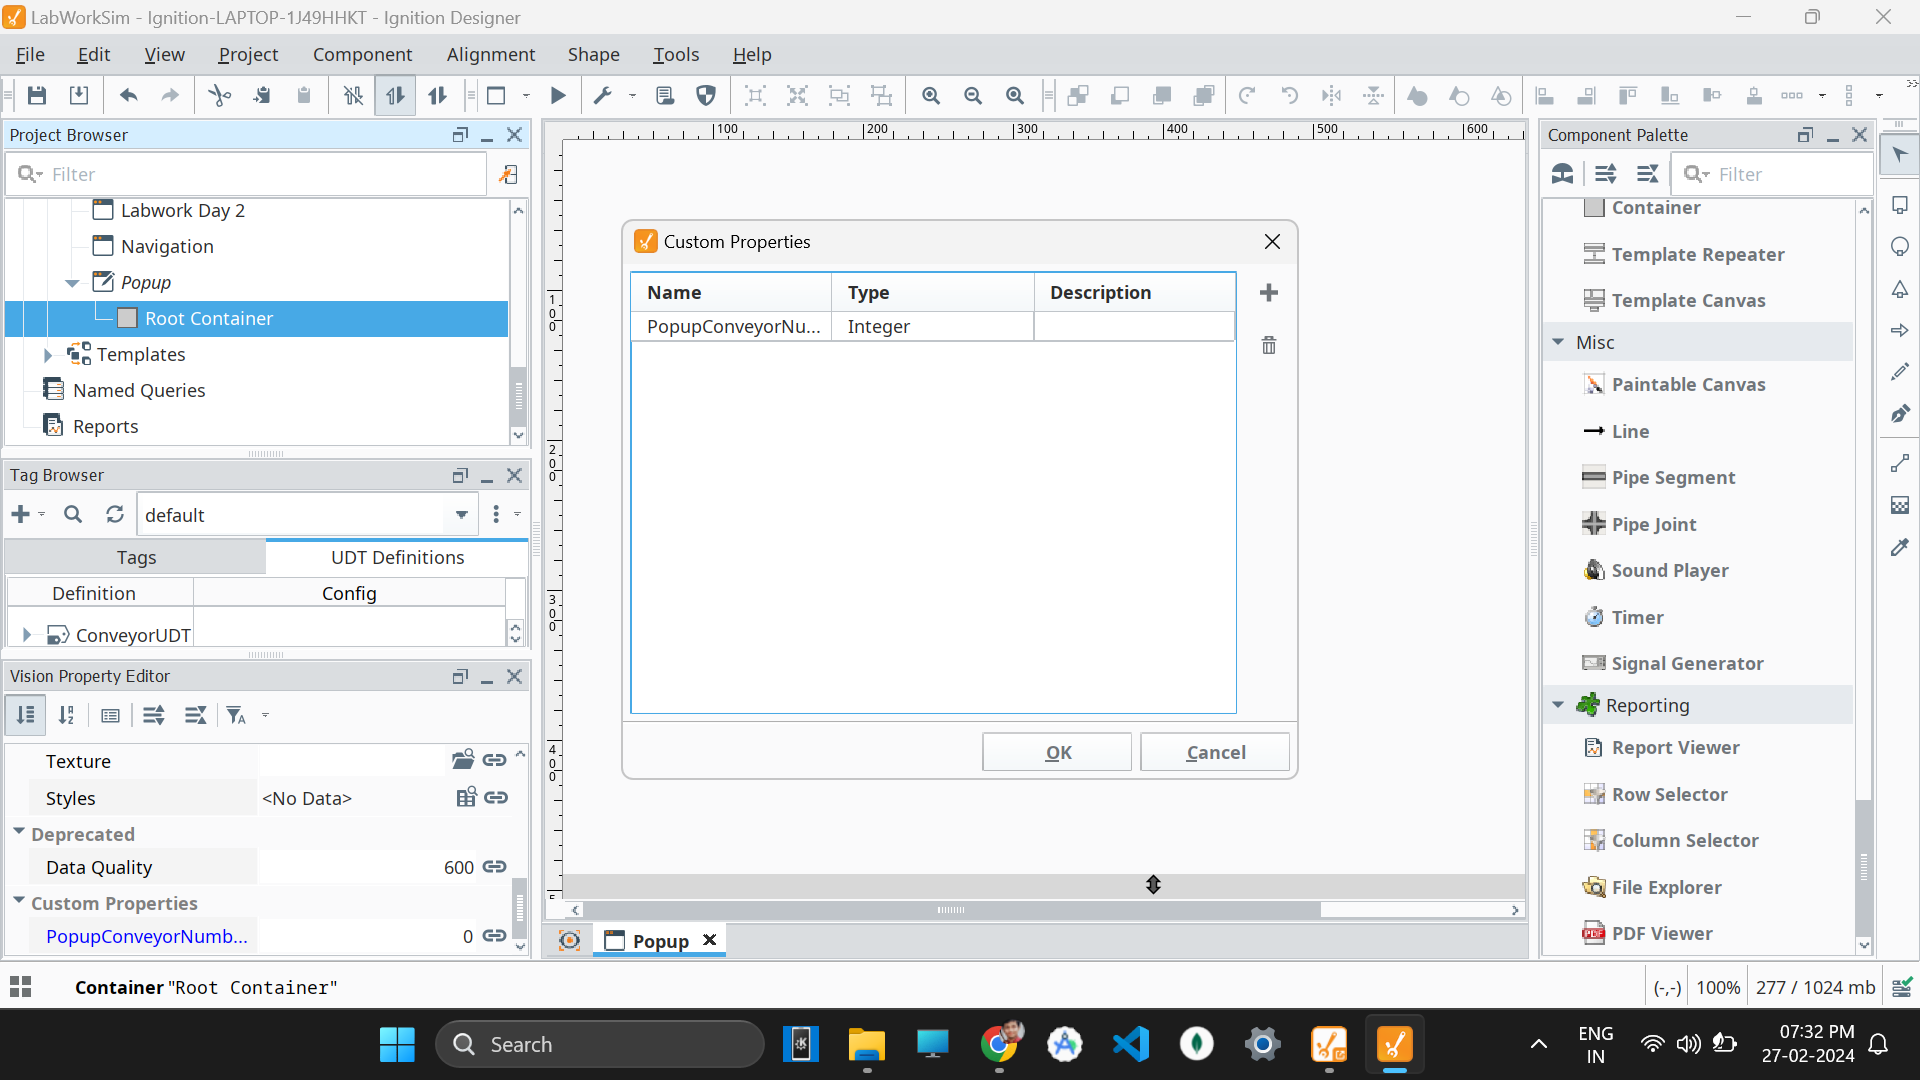 LabWorkSim - Ignition-LAPTOP-1J49HHKT - Ignition Designer
File Edit View Project Component Alignment Shape Tools Help
Project Browser
Filter
Labwork Day 2
Navigation
Popup
Root Container
Templates
Named Queries
Reports
Tag Browser
default
Tags UDT Definitions
Definition Config
ConveyorUDT
Vision Property Editor
Texture
Styles <No Data>
Deprecated
Data Quality 600
Custom Properties
PopupConveyorNumb... 0
100 200 300 400 500 600
100
200
300
400
5
Custom Properties
Name Type Description
PopupConveyorNu... Integer
OK Cancel
Popup
Component Palette
Filter
Container
Template Repeater
Template Canvas
Misc
Paintable Canvas
Line
Pipe Segment
Pipe Joint
Sound Player
Timer
Signal Generator
Reporting
Report Viewer
Row Selector
Column Selector
File Explorer
PDF Viewer
Container "Root Container"
(-,-) 100% 277 / 1024 mb
Search
ENG
IN
07:32 PM
27-02-2024